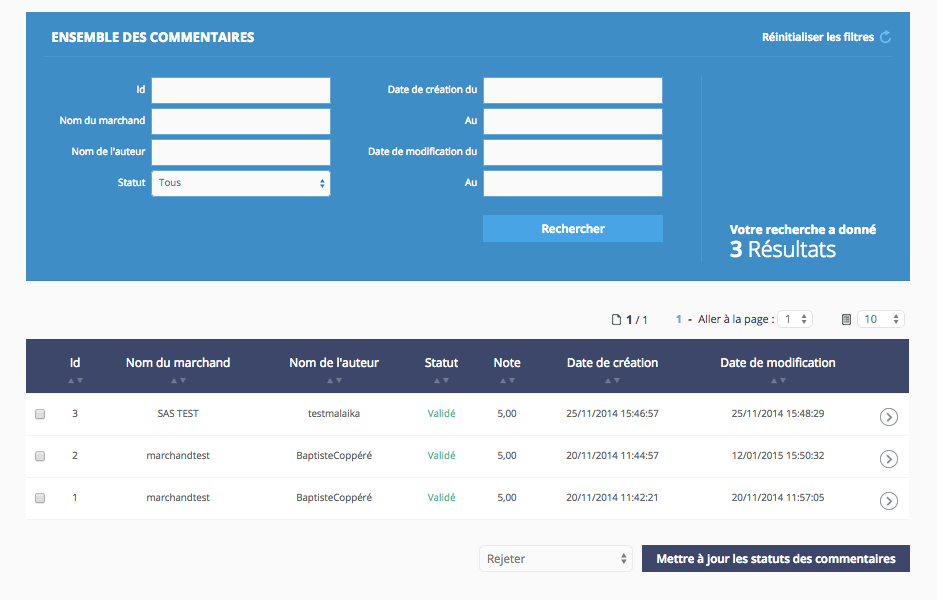 ENSEMBLE DES COMMENTAIRES
Réinitialiser les filtres
Id
Date de création du
Nom du marchand
Au
Nom de l'auteur
Date de modification du
Statut Tous
Au
Rechercher
Votre recherche a donné
3 Résultats
1 / 1 1 - Aller à la page : 1 10
Id Nom du marchand Nom de l'auteur Statut Note Date de création Date de modification
3 SAS TEST testmalaika Validé 5,00 25/11/2014 15:46:57 25/11/2014 15:48:29
2 marchandtest BaptisteCoppéré Validé 5,00 20/11/2014 11:44:57 12/01/2015 15:50:32
1 marchandtest BaptisteCoppéré Validé 5,00 20/11/2014 11:42:21 20/11/2014 11:57:05
Rejeter Mettre à jour les statuts des commentaires